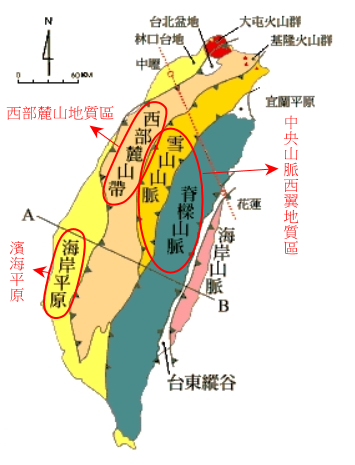 N
0
60KM
台北盆地
大屯火山群
林口台地
基隆火山群
中壢
宜蘭平原
西部麓山地質區
西部麓山帶
雪山山脈
脊樑山脈
中央山脈西翼地質區
花蓮
海岸山脈
A
海岸平原
濱海平原
B
台東縱谷